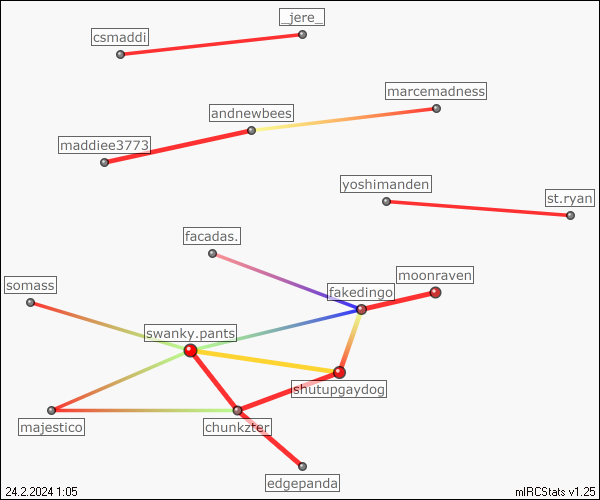 _jere_
csmaddi
marcemadness
andnewbees
maddiee3773
yoshimanden
st.ryan
facadas.
moonraven
somass
fakedingo
swanky.pants
shutupgaydog
majestico
chunkzter
edgepanda
24.2.2024 1:05
mIRCStats v1.25